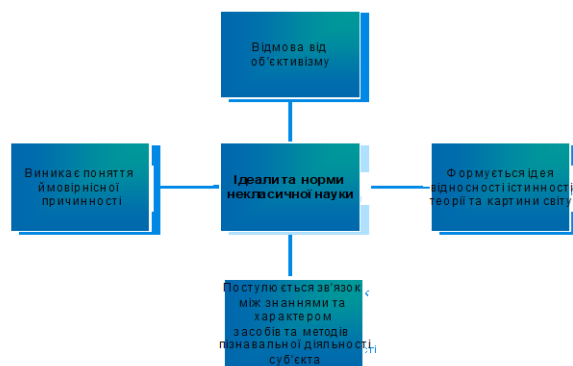 Відмова від
об'єктивізму
Виникає поняття
ймовірнісної
причинності
Ідеали та норми
некласичної науки
Формується ідея
відносності істинності
теорії та картини світу
Постулюється зв'язок
між знаннями та
характером
засобів та методів
пізнавальної діяльності
суб'єкта